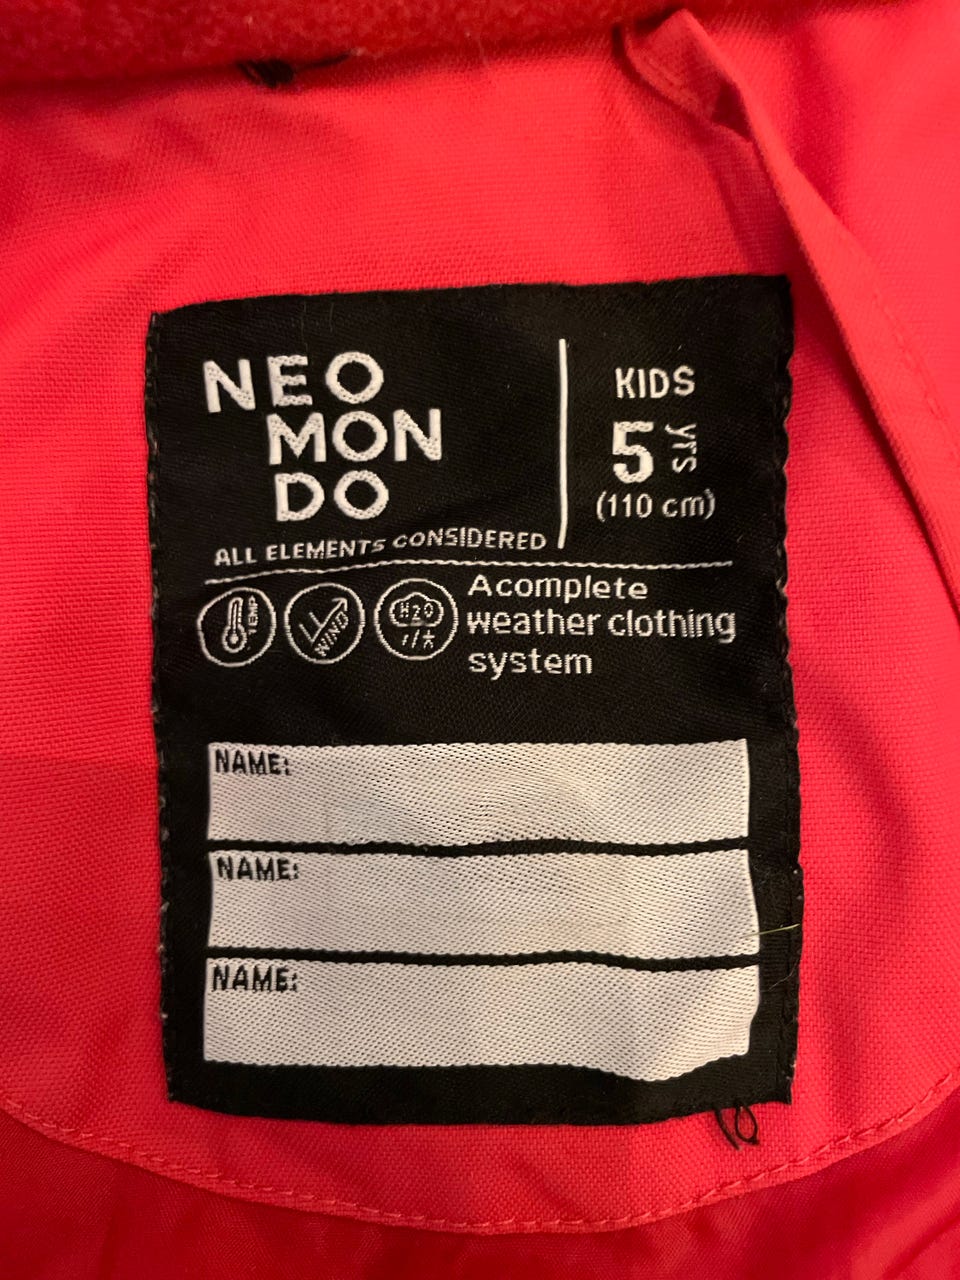 NEO
MON
DO
ALL ELEMENTS CONSIDERED
KIDS
5 yrs
(110 cm)
TEMP
WIND
H2O
Acomplete
weather clothing
system
NAME:
NAME:
NAME: